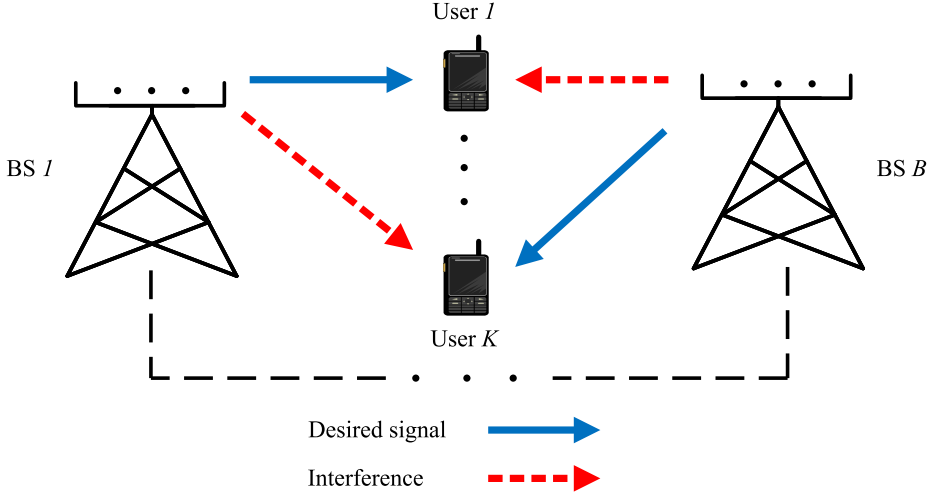 User 1
BS 1
BS B
User K
Desired signal
Interference